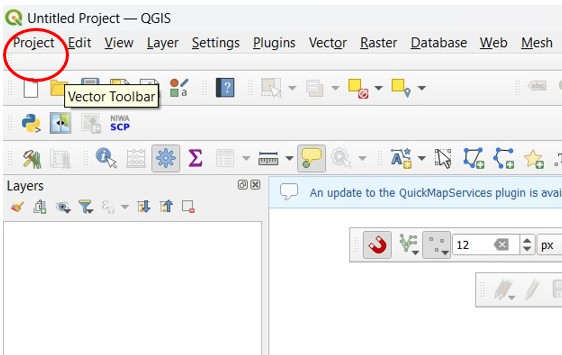 Untitled Project — QGIS
Project Edit View Layer Settings Plugins Vector Raster Database Web Mesh
abc
Vector Toolbar
NIWA
SCP
Layers
An update to the QuickMapServices plugin is avai
12 px